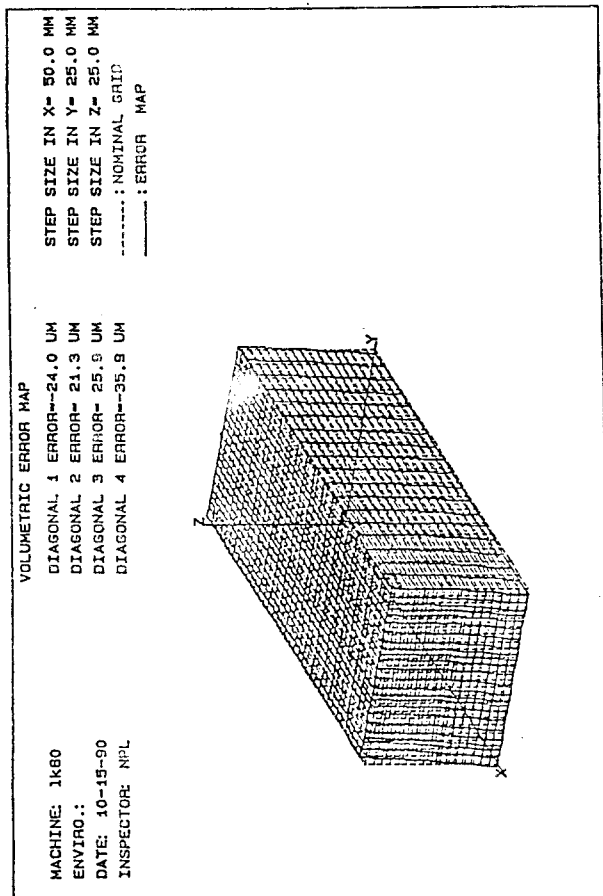 VOLUMETRIC ERROR MAP
MACHINE: lk80
ENVIRO.:
DATE: 10-15-90
INSPECTOR: NPL
DIAGONAL 1 ERROR=-24.0 UM
DIAGONAL 2 ERROR= 21.3 UM
DIAGONAL 3 ERROR= 25.9 UM
DIAGONAL 4 ERROR=-35.9 UM
STEP SIZE IN X= 50.0 MM
STEP SIZE IN Y= 25.0 MM
STEP SIZE IN Z= 25.0 MM
-------: NOMINAL GRID
———: ERROR MAP
Z
Y
X